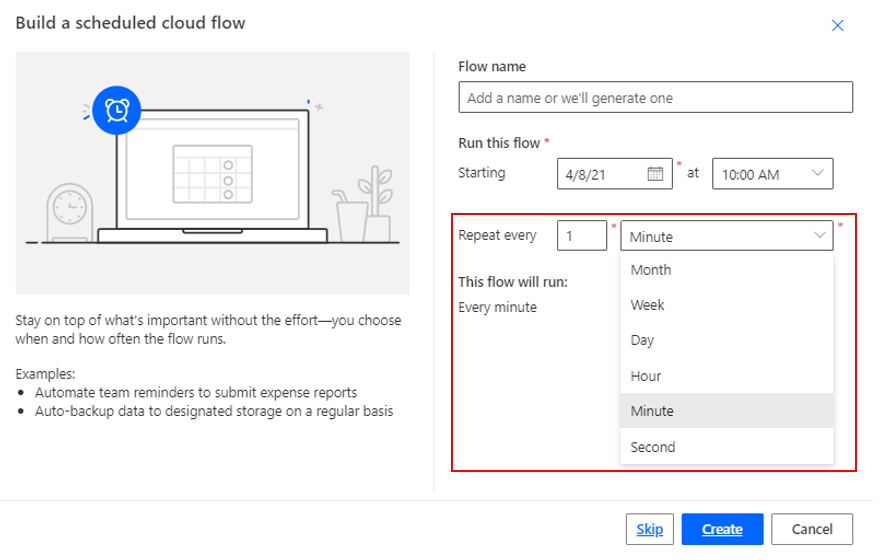 Build a scheduled cloud flow
Stay on top of what's important without the effort—you choose
when and how often the flow runs.
Examples:
• Automate team reminders to submit expense reports
• Auto-backup data to designated storage on a regular basis
Flow name
Add a name or we'll generate one
Run this flow *
Starting 4/8/21 * at 10:00 AM
Repeat every 1 * Minute *
This flow will run:
Every minute
Month
Week
Day
Hour
Minute
Second
Skip Create Cancel